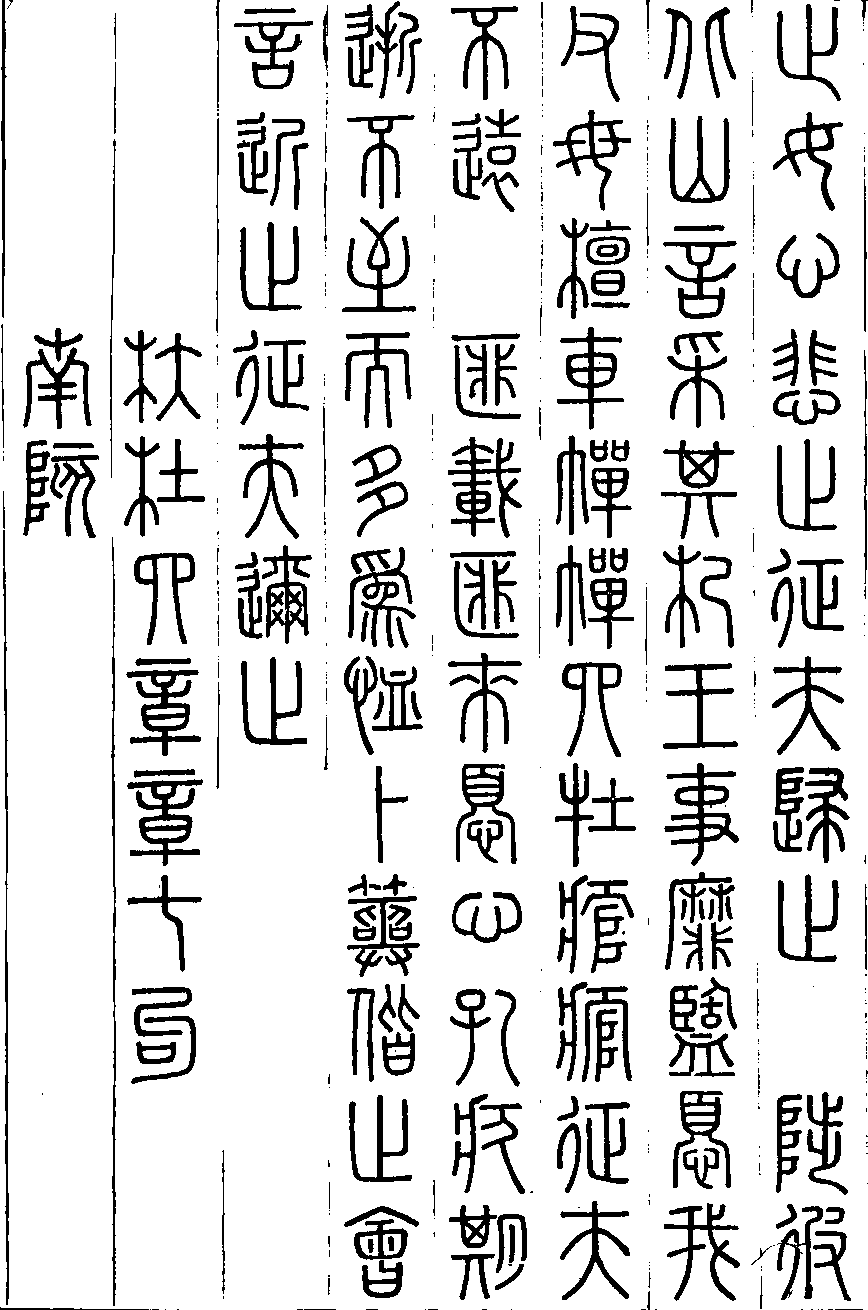 止女心悲止征夫歸止　陟彼
北山言采其杞王事靡盬憂我
父母檀車幝幝四牡痯痯征夫
不遠　匪載匪來憂心孔疚期
逝不至而多為恤卜筮偕止會
言近止征夫邇止
杕杜四章章七句
南陔